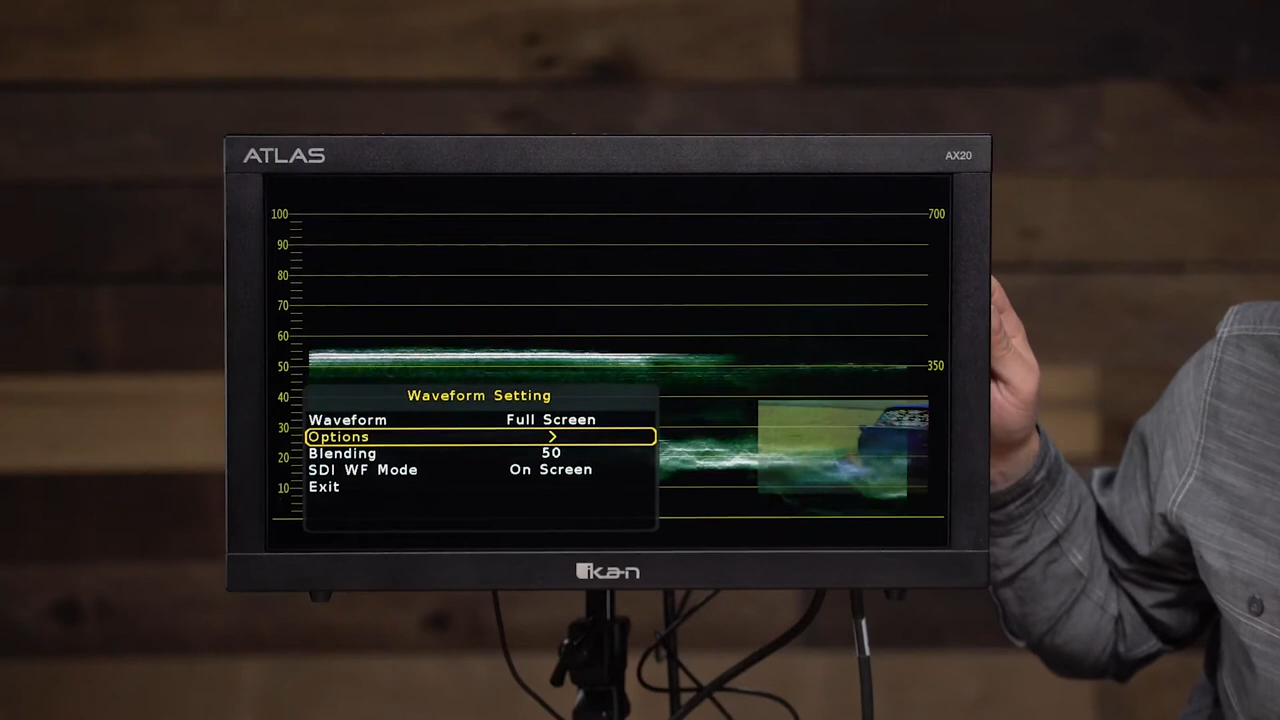 ATLAS
AX20
100
700
90
80
70
60
50
350
40
Waveform Setting
Waveform Full Screen
30
Options >
Blending 50
20
SDI WF Mode On Screen
Exit
10
ikan